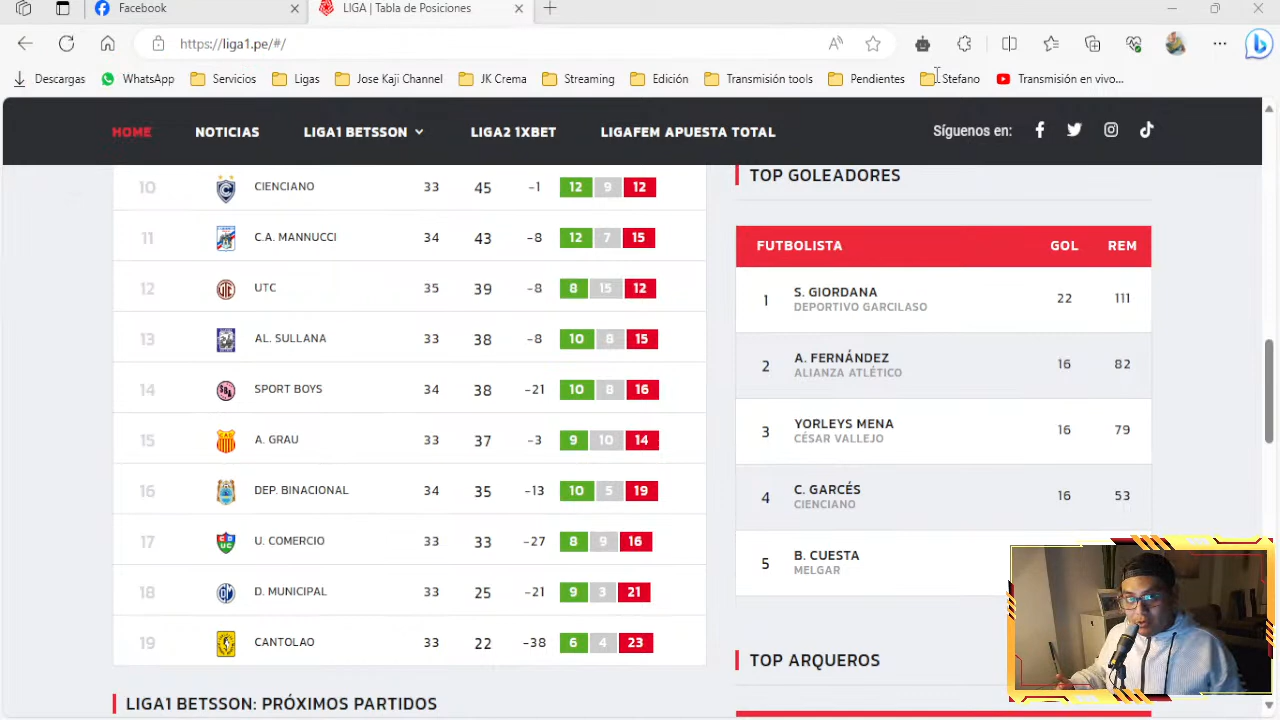 Facebook
LIGA | Tabla de Posiciones
https://liga1.pe/#/
Descargas WhatsApp Servicios Ligas Jose Kaji Channel JK Crema Streaming Edición Transmisión todos Pendientes Stefano Transmisión en vivo...
HOME NOTICIAS LIGA1 BETSSON LIGA2 1XBET LIGAFEM APUESTA TOTAL Síguenos en:
10 CIENCIANO 33 45 -1 12 9 12
11 C.A. MANNUCCI 34 43 -8 12 7 15
12 UTC 35 39 -8 8 15 12
13 AL. SULLANA 33 38 -8 10 8 15
14 SPORT BOYS 34 38 -21 10 8 16
15 A. GRAU 33 37 -3 9 10 14
16 DEP. BINACIONAL 34 35 -13 10 5 19
17 U. COMERCIO 33 33 -27 8 9 16
18 D. MUNICIPAL 33 25 -21 9 3 21
19 CANTOLAO 33 22 -38 6 4 23
LIGA1 BETSSON: PRÓXIMOS PARTIDOS
TOP GOLEADORES
FUTBOLISTA GOL REM
1 S. GIORDANA 22 111
DEPORTIVO GARCILASO
2 A. FERNÁNDEZ 16 82
ALIANZA ATLÉTICO
3 YORLEYS MENA 16 79
CÉSAR VALLEJO
4 C. GARCÉS 16 53
CIENCIANO
5 B. CUESTA
MELGAR
TOP ARQUEROS